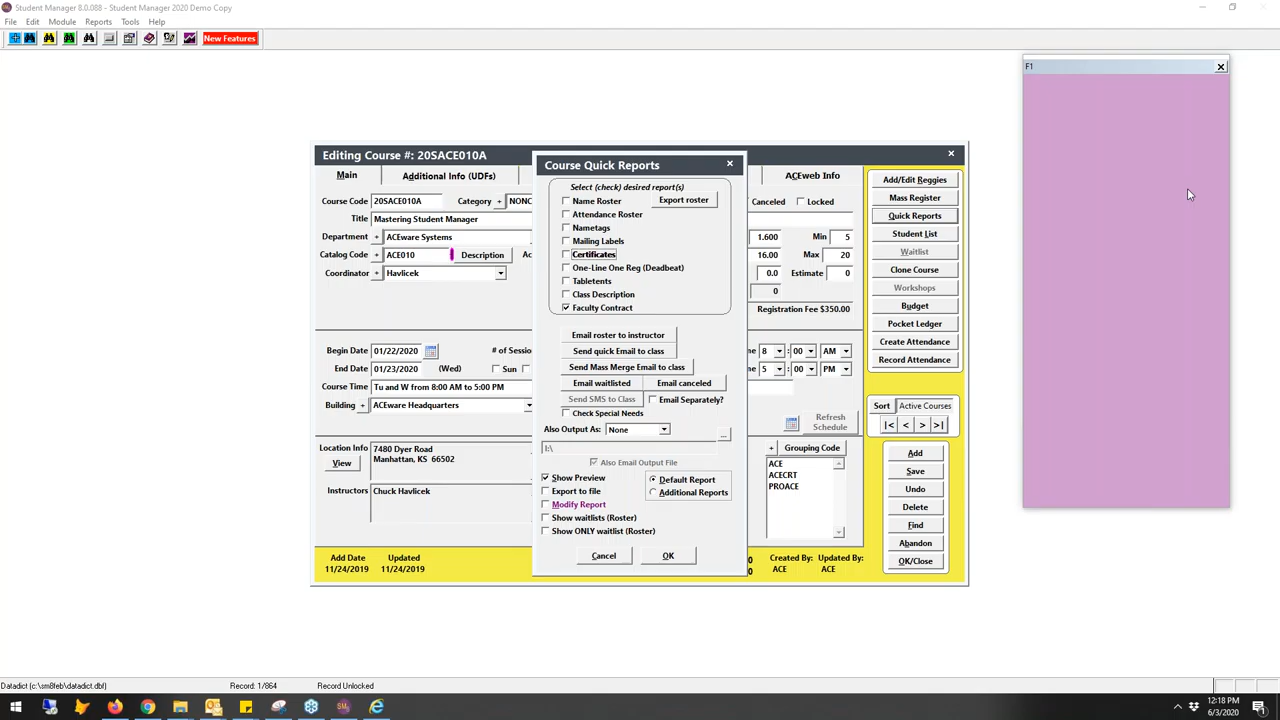 Student Manager 8.0.088 - Student Manager 2020 Demo Copy
File Edit Module Reports Tools Help
New Features
F1
Editing Course #: 20SACE010A
Main
Additional Info (UDFs)
ACEweb Info
Course Code 20SACE010A Category + NONC
Canceled Locked
Title Mastering Student Manager
Department + ACEware Systems
1.600 Min 5
Catalog Code + ACE010 Description Ac
16.00 Max 20
Coordinator + Havlicek
0.0 Estimate 0
0
Registration Fee $350.00
Begin Date 01/22/2020 # of Session
me 8 : 00 AM
End Date 01/23/2020 (Wed) Sun
me 5 : 00 PM
Course Time Tu and W from 8:00 AM to 5:00 PM
Building + ACEware Headquarters
Refresh Schedule
Location Info
View
7480 Dyer Road
Manhattan, KS 66502
Instructors Chuck Havlicek
+ Grouping Code
ACE
ACECRT
PROACE
Add Date Updated
11/24/2019 11/24/2019
0
0
Created By: Updated By:
ACE ACE
Course Quick Reports
Select (check) desired report(s)
Name Roster
Export roster
Attendance Roster
Nametags
Mailing Labels
Certificates
One-Line One Reg (Deadbeat)
Tabletents
Class Description
Faculty Contract
Email roster to instructor
Send quick Email to class
Send Mass Merge Email to class
Email waitlisted Email canceled
Send SMS to Class Email Separately?
Check Special Needs
Also Output As: None
...
I:\
Also Email Output File
Show Preview
Default Report
Export to file
Additional Reports
Modify Report
Show waitlists (Roster)
Show ONLY waitlist (Roster)
Cancel OK
Add/Edit Reggies
Mass Register
Quick Reports
Student List
Waitlist
Clone Course
Workshops
Budget
Pocket Ledger
Create Attendance
Record Attendance
Sort Active Courses
|< < > >|
Add
Save
Undo
Delete
Find
Abandon
OK/Close
Datadict (c:\sm8feb\datadict.dbf) Record: 1/864 Record Unlocked
12:18 PM
6/3/2020